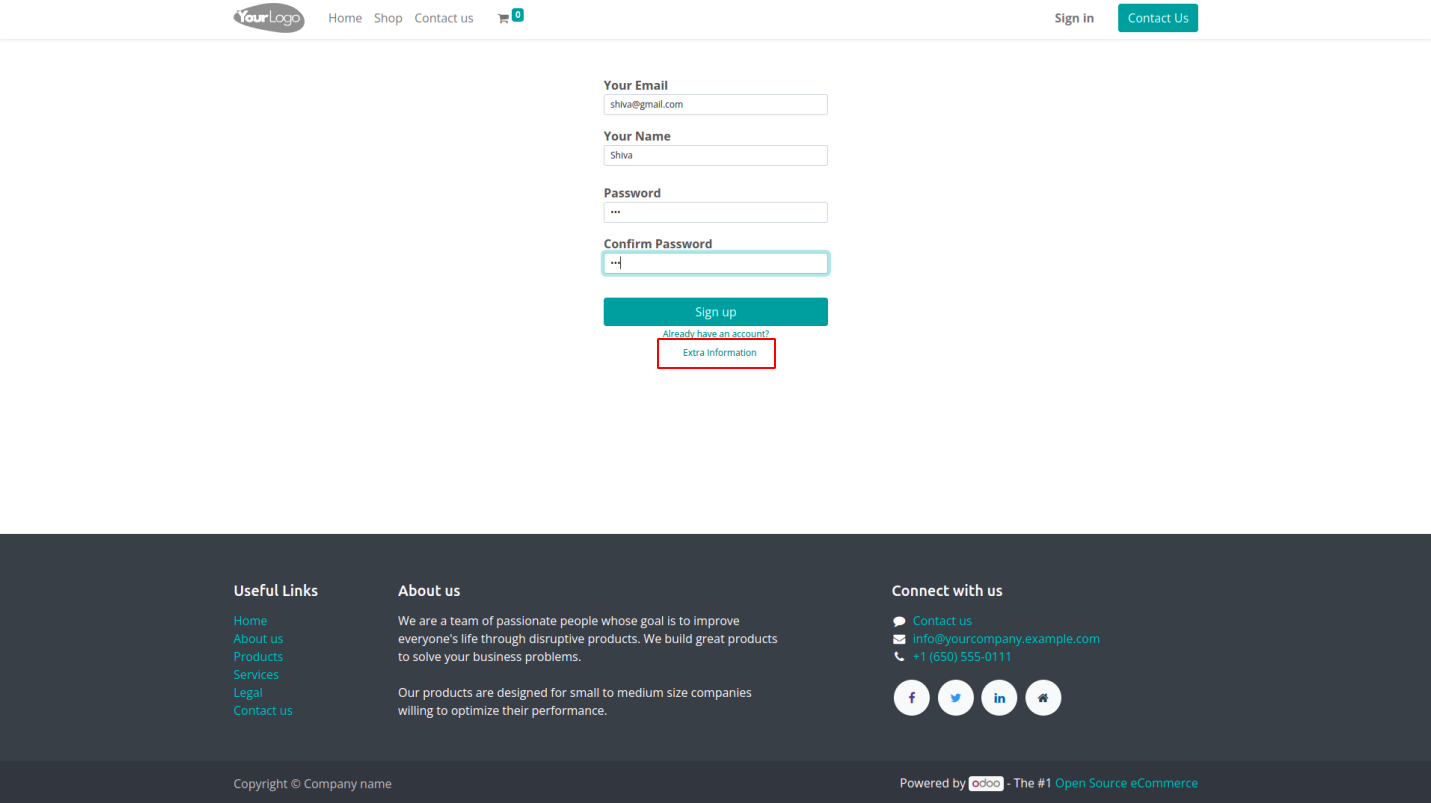 YourLogo
Home Shop Contact us 0
Sign in Contact Us
Your Email
shiva@gmail.com
Your Name
Shiva
Password
•••
Confirm Password
•••
Sign up
Already have an account?
Extra Information
Useful Links
Home
About us
Products
Services
Legal
Contact us
About us
We are a team of passionate people whose goal is to improve
everyone's life through disruptive products. We build great products
to solve your business problems.
Our products are designed for small to medium size companies
willing to optimize their performance.
Connect with us
Contact us
info@yourcompany.example.com
+1 (650) 555-0111
Copyright © Company name
Powered by odoo - The #1 Open Source eCommerce